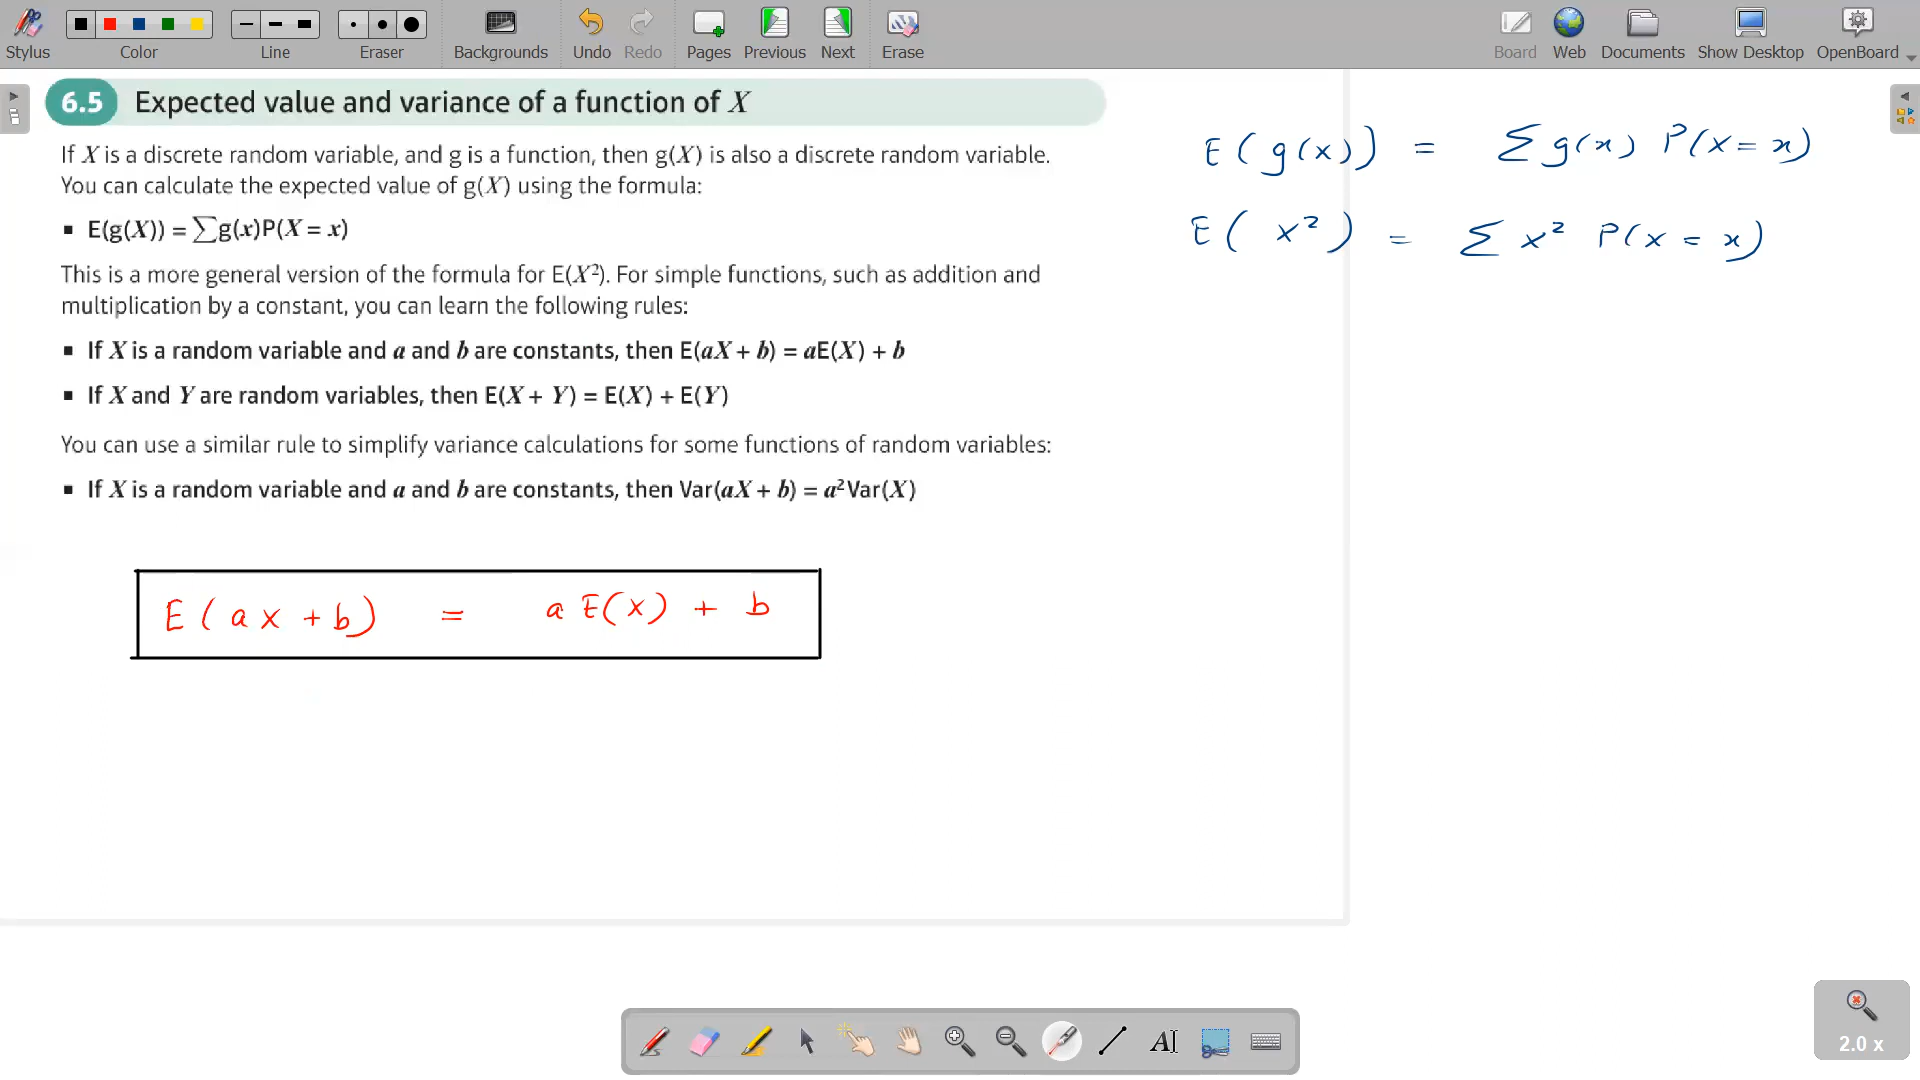 Stylus Color Line Eraser Backgrounds Undo Redo Pages Previous Next Erase Board Web Documents Show Desktop OpenBoard
6.5 Expected value and variance of a function of X
If X is a discrete random variable, and g is a function, then g(X) is also a discrete random variable.
You can calculate the expected value of g(X) using the formula:
▪ E(g(X)) = ∑g(x)P(X = x)
This is a more general version of the formula for E(X²). For simple functions, such as addition and
multiplication by a constant, you can learn the following rules:
▪ If X is a random variable and a and b are constants, then E(aX + b) = aE(X) + b
▪ If X and Y are random variables, then E(X + Y) = E(X) + E(Y)
You can use a similar rule to simplify variance calculations for some functions of random variables:
▪ If X is a random variable and a and b are constants, then Var(aX + b) = a²Var(X)
E(ax+b) = a E(x) + b
E(g(x)) = ∑g(x) P(x=x)
E(x²) = ∑x² P(x=x)
AI
2.0 x